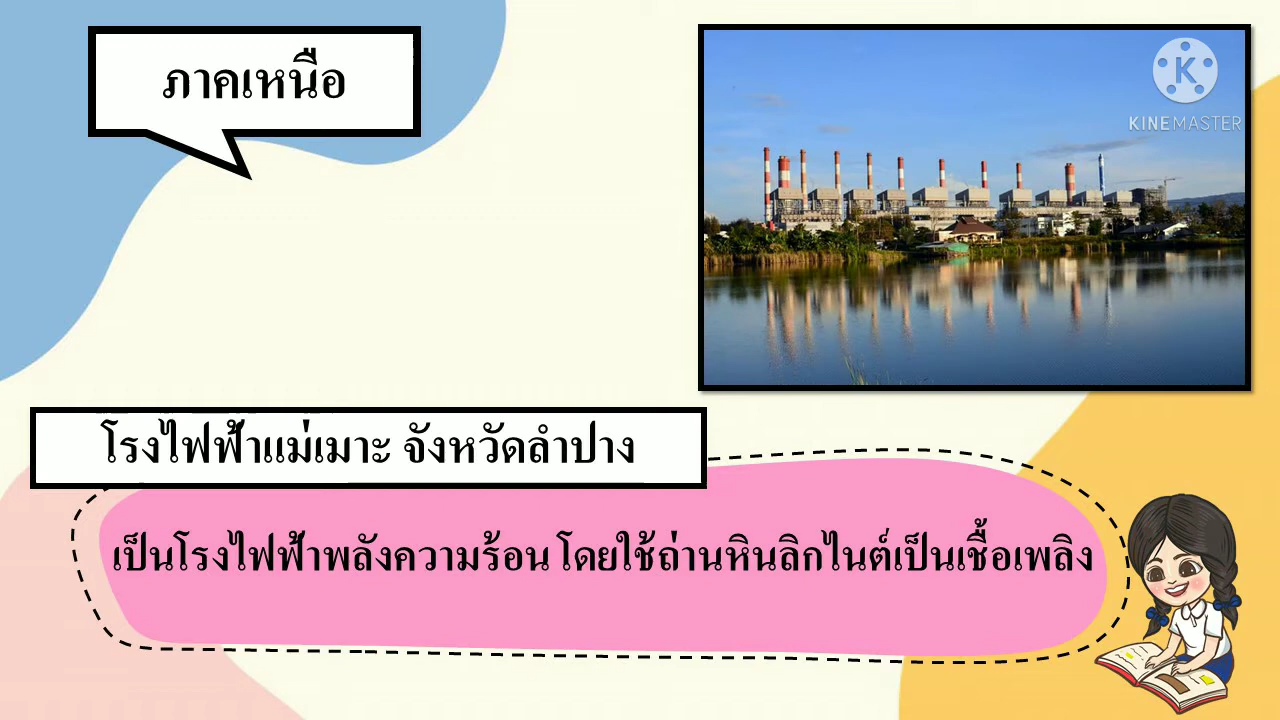 ภาคเหนือ
K
KINEMASTER
โรงไฟฟ้าแม่เมาะ จังหวัดลำปาง
เป็นโรงไฟฟ้าพลังความร้อน โดยใช้ถ่านหินลิกไนต์เป็นเชื้อเพลิง